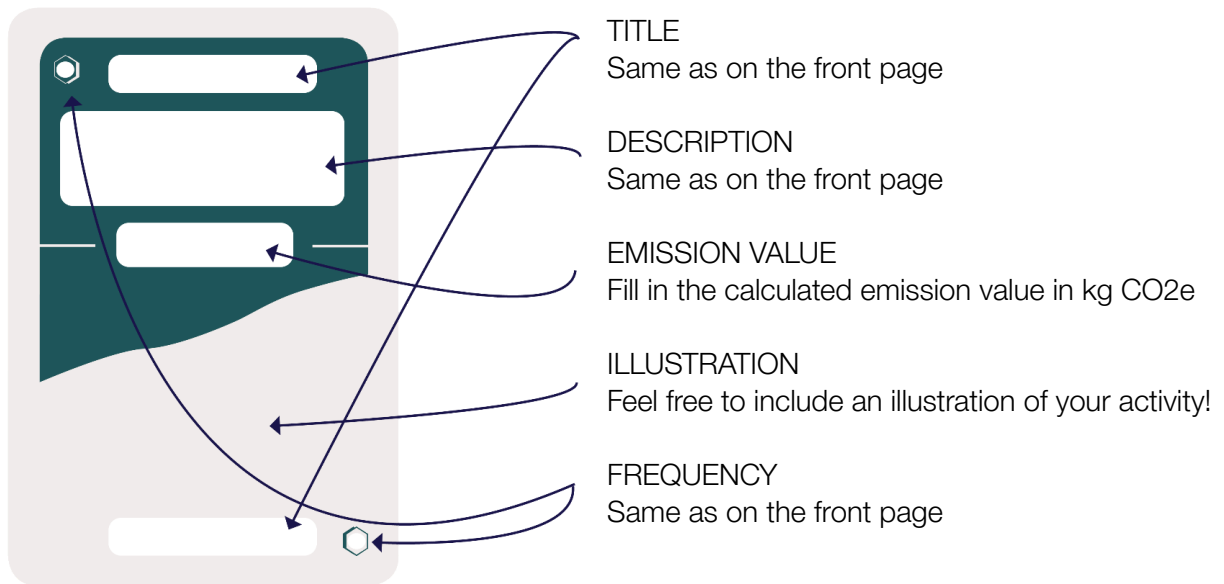 TITLE
Same as on the front page
DESCRIPTION
Same as on the front page
EMISSION VALUE
Fill in the calculated emission value in kg CO2e
ILLUSTRATION
Feel free to include an illustration of your activity!
FREQUENCY
Same as on the front page